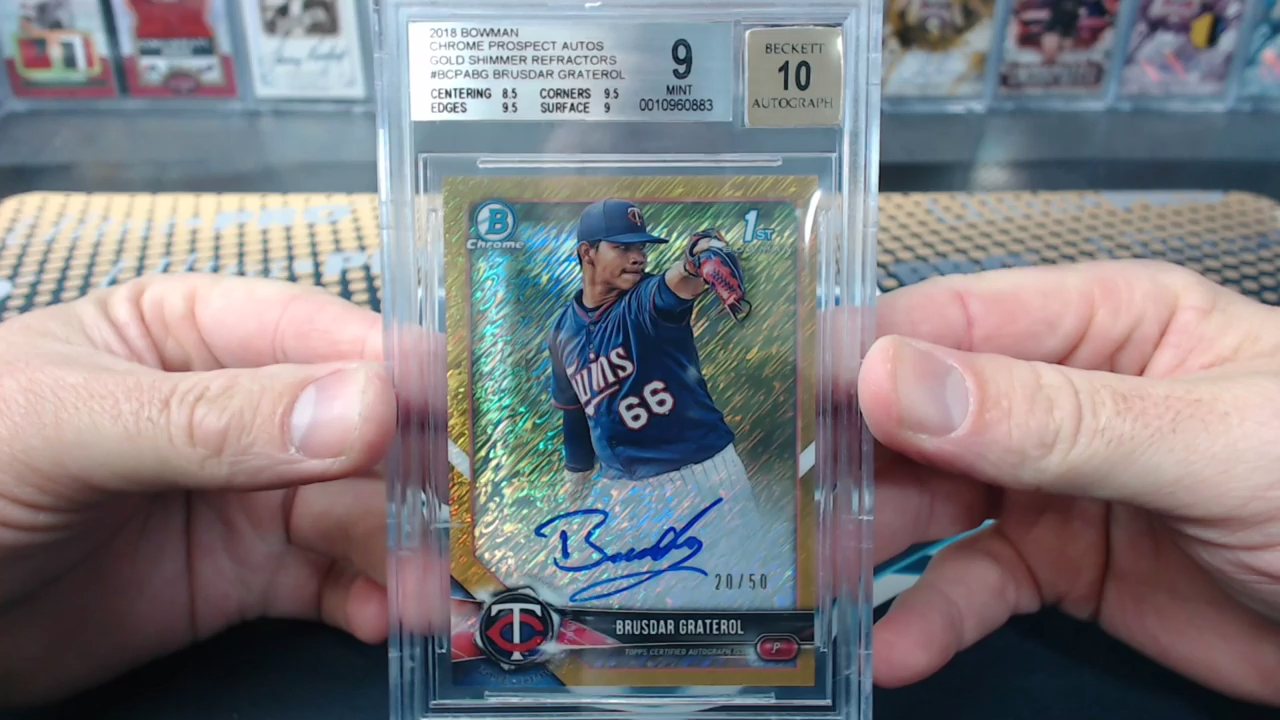 2018 BOWMAN
CHROME PROSPECT AUTOS
GOLD SHIMMER REFRACTORS
#BCPABG BRUSDAR GRATEROL
CENTERING 8.5 CORNERS 9.5
EDGES 9.5 SURFACE 9
9
MINT
0010960883
BECKETT
10
AUTOGRAPH
B
Chrome
1ST
Twins
66
20/50
TC
BRUSDAR GRATEROL
TOPPS CERTIFIED AUTOGRAPH ISSUE
P